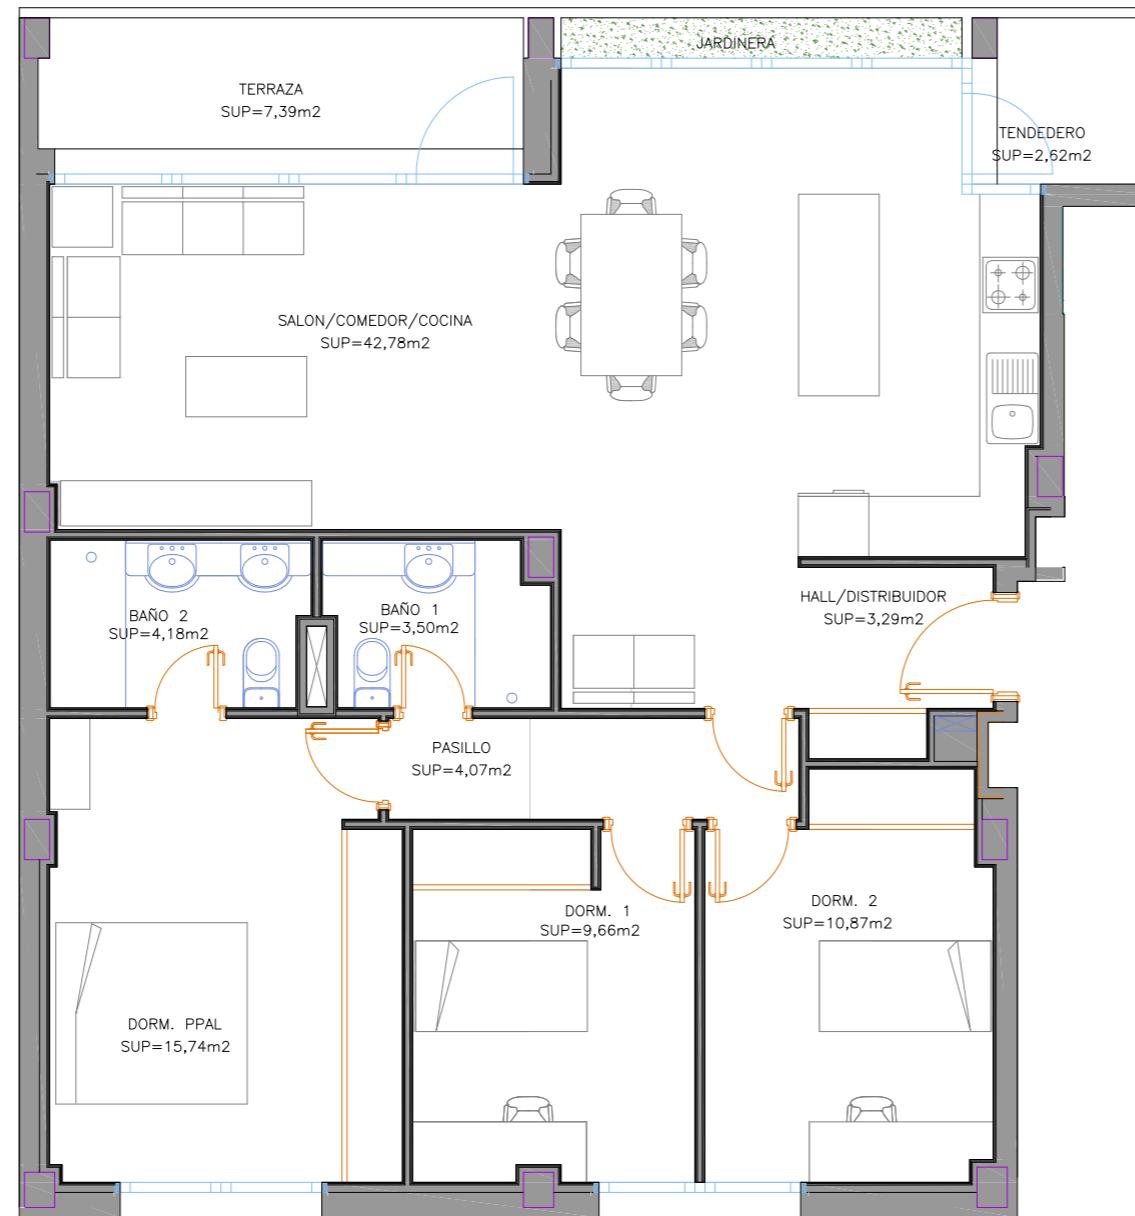 JARDINERA
TERRAZA
SUP=7,39m2
TENDEDERO
SUP=2,62m2
SALON/COMEDOR/COCINA
SUP=42,78m2
HALL/DISTRIBUIDOR
SUP=3,29m2
BAÑO 2
SUP=4,18m2
BAÑO 1
SUP=3,50m2
PASILLO
SUP=4,07m2
DORM. 1
SUP=9,66m2
DORM. 2
SUP=10,87m2
DORM. PPAL
SUP=15,74m2